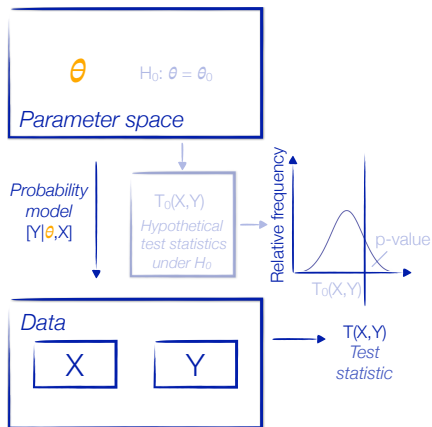 θ
H₀: θ = θ₀
Parameter space
Probability
model
[Y|θ,X]
T₀(X,Y)
Hypothetical
test statistics
under H₀
Relative frequency
p-value
T₀(X,Y)
Data
X
Y
T(X,Y)
Test
statistic